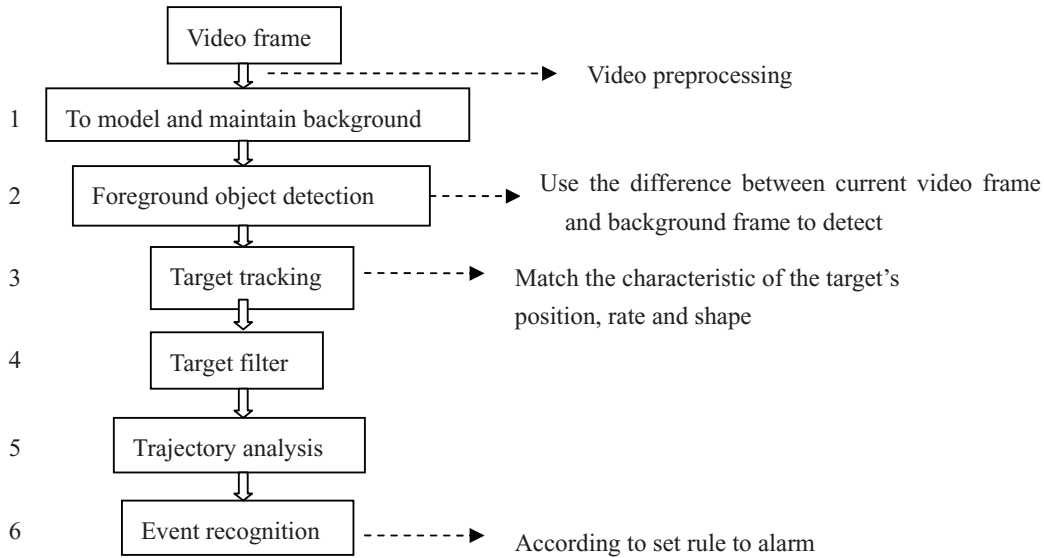 Video frame
Video preprocessing
1 To model and maintain background
2 Foreground object detection
Use the difference between current video frame
and background frame to detect
3 Target tracking
Match the characteristic of the target’s
position, rate and shape
4 Target filter
5 Trajectory analysis
6 Event recognition
According to set rule to alarm